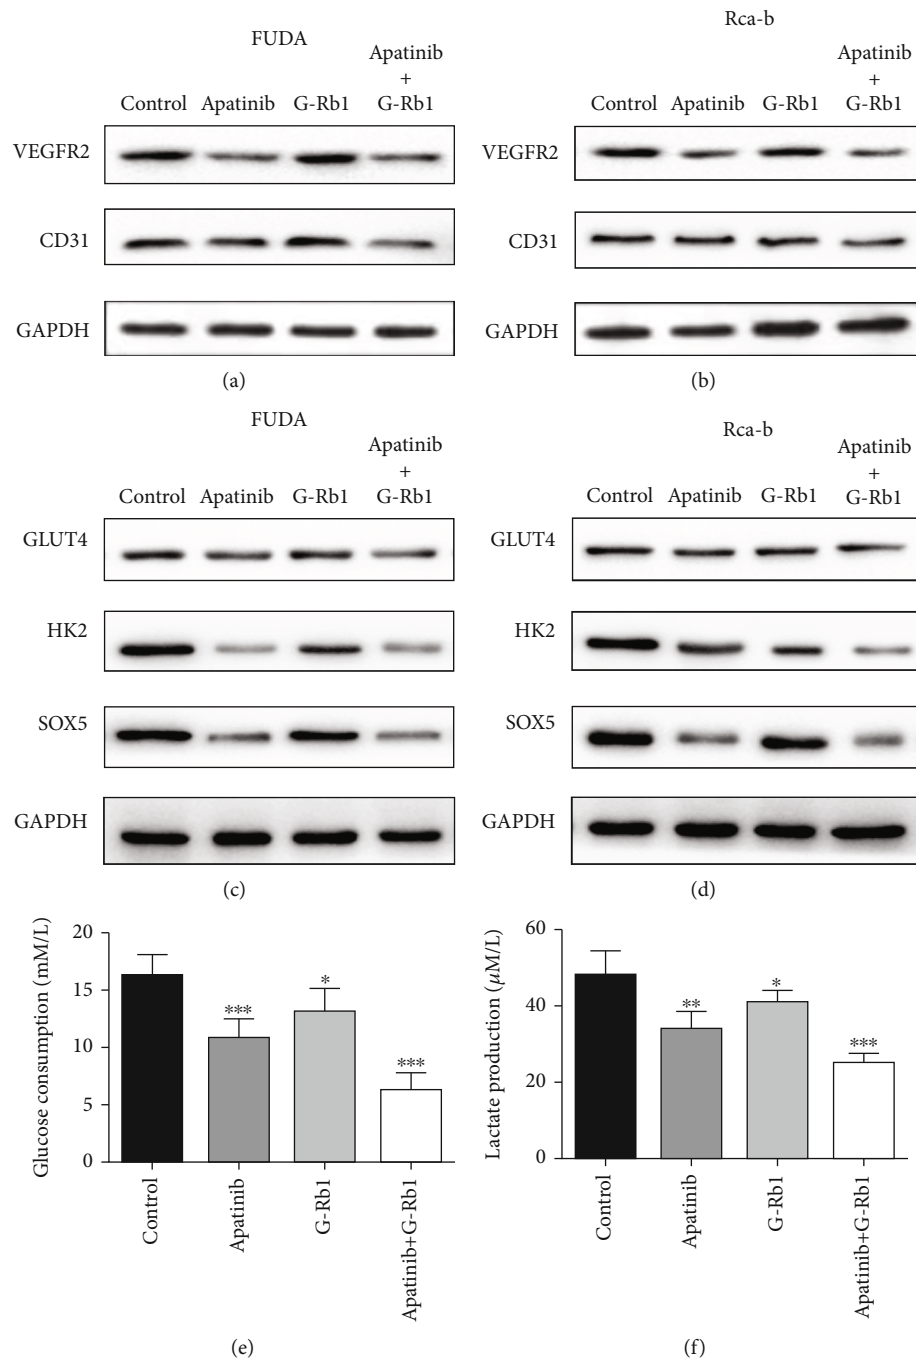 FUDA
Control Apatinib G-Rb1 Apatinib + G-Rb1
VEGFR2
CD31
GAPDH
(a)
Rca-b
Control Apatinib G-Rb1 Apatinib + G-Rb1
VEGFR2
CD31
GAPDH
(b)
FUDA
Control Apatinib G-Rb1 Apatinib + G-Rb1
GLUT4
HK2
SOX5
GAPDH
(c)
Rca-b
Control Apatinib G-Rb1 Apatinib + G-Rb1
GLUT4
HK2
SOX5
GAPDH
(d)
Glucose consumption (mM/L)
20
15
10
5
0
***
*
***
Control
Apatinib
G-Rb1
Apatinib+G-Rb1
(e)
Lactate production (μM/L)
60
40
20
0
**
*
***
Control
Apatinib
G-Rb1
Apatinib+G-Rb1
(f)